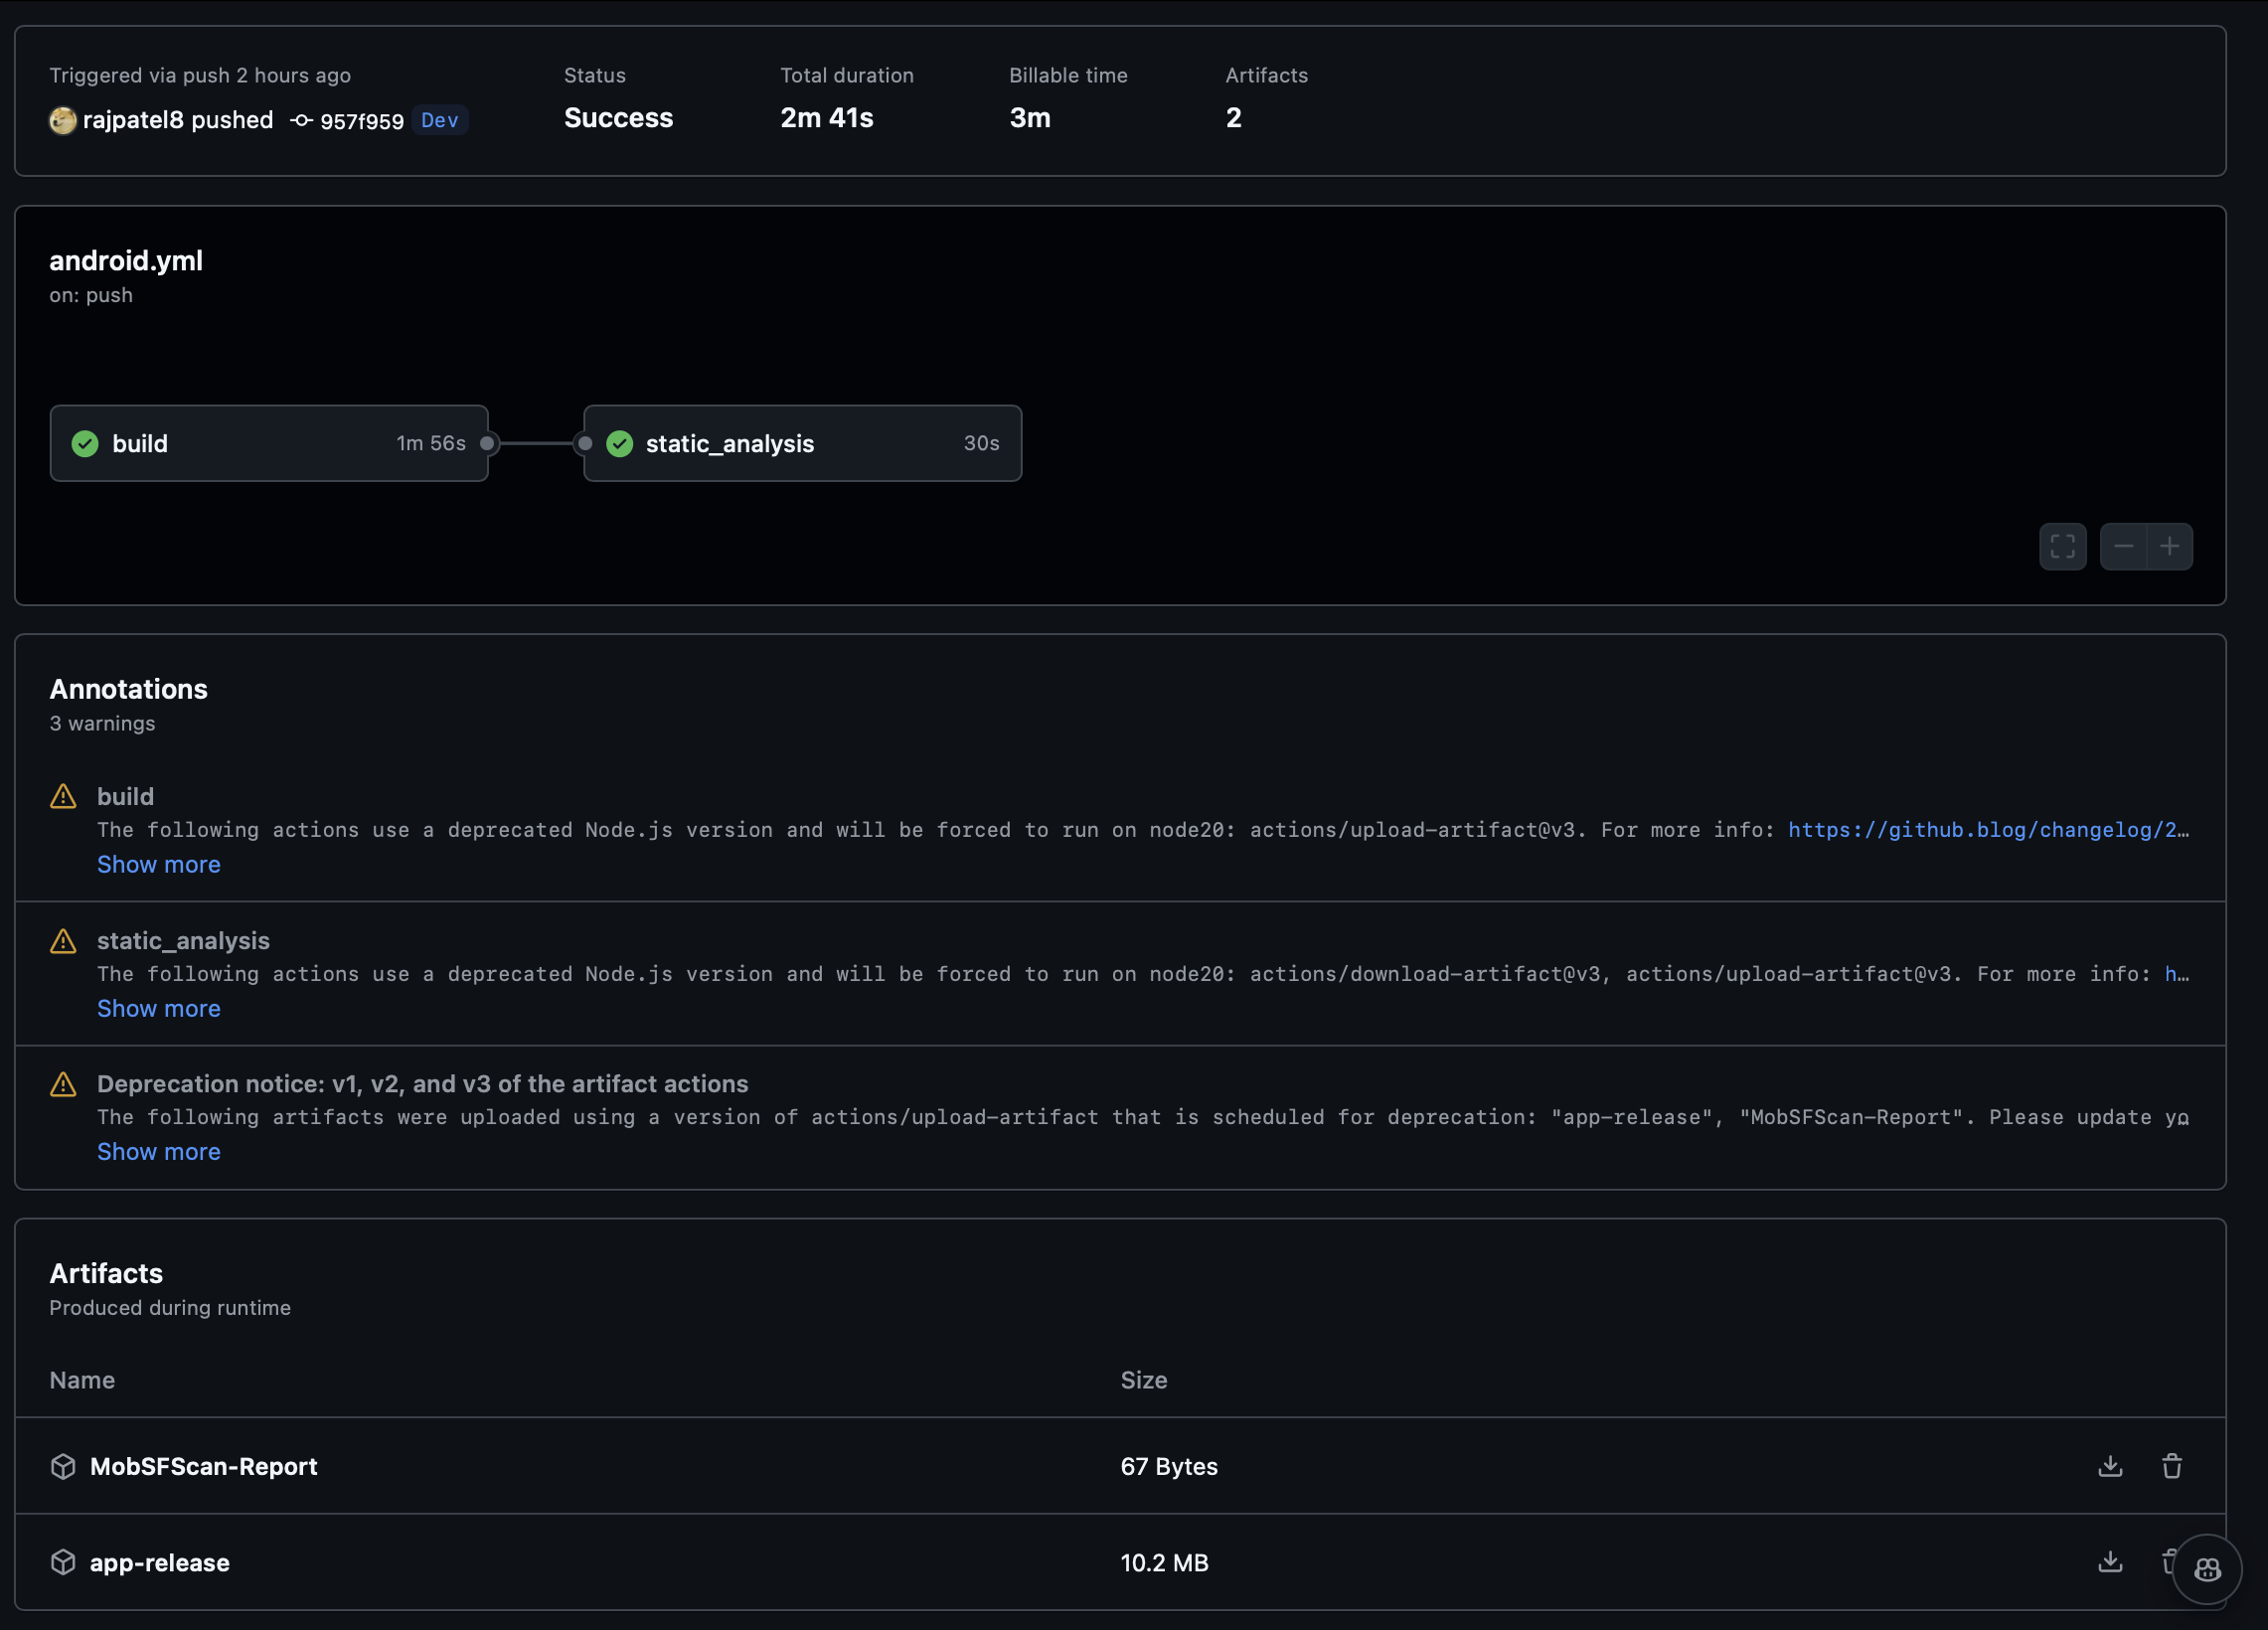 Triggered via push 2 hours ago
rajpatel8 pushed 957f959 Dev
Status
Success
Total duration
2m 41s
Billable time
3m
Artifacts
2
android.yml
on: push
build 1m 56s
static_analysis 30s
Annotations
3 warnings
build
The following actions use a deprecated Node.js version and will be forced to run on node20: actions/upload-artifact@v3. For more info: https://github.blog/changelog/2…
Show more
static_analysis
The following actions use a deprecated Node.js version and will be forced to run on node20: actions/download-artifact@v3, actions/upload-artifact@v3. For more info: h…
Show more
Deprecation notice: v1, v2, and v3 of the artifact actions
The following artifacts were uploaded using a version of actions/upload-artifact that is scheduled for deprecation: "app-release", "MobSFScan-Report". Please update
Show more
Artifacts
Produced during runtime
Name Size
MobSFScan-Report 67 Bytes
app-release 10.2 MB